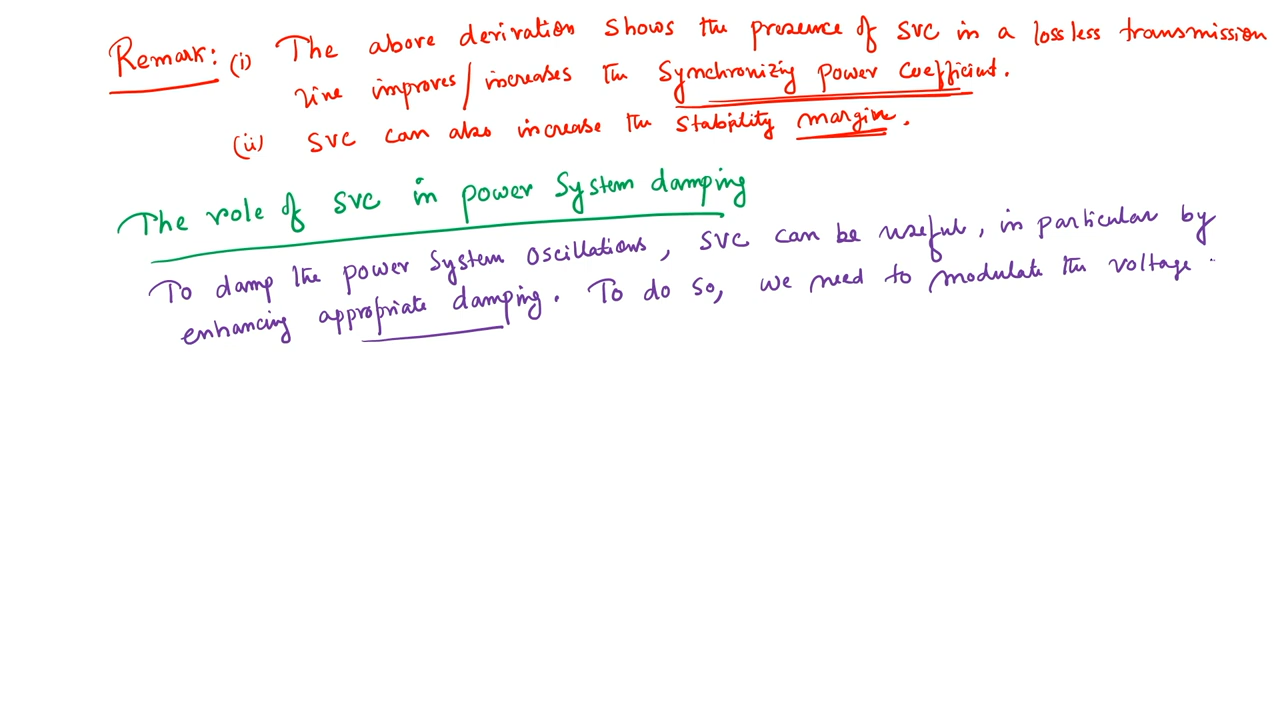 Remark: (i) The above derivation shows the presence of SVC in a lossless transmission
line improves/increases the Synchronizing Power Coefficient.
(ii) SVC can also increase the stability margin.
The role of SVC in power System damping
To damp the power System oscillations, SVC can be useful, in particular by
enhancing appropriate damping. To do so, we need to modulate the voltage